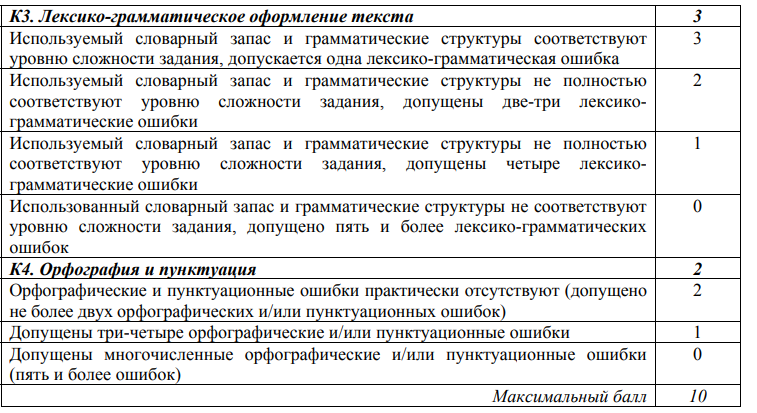 К3. Лексико-грамматическое оформление текста 3
Используемый словарный запас и грамматические структуры соответствуют 3
уровню сложности задания, допускается одна лексико-грамматическая ошибка
Используемый словарный запас и грамматические структуры не полностью 2
соответствуют уровню сложности задания, допущены две-три лексико-
грамматические ошибки
Используемый словарный запас и грамматические структуры не полностью 1
соответствуют уровню сложности задания, допущены четыре лексико-
грамматические ошибки
Использованный словарный запас и грамматические структуры не соответствуют 0
уровню сложности задания, допущено пять и более лексико-грамматических
ошибок
К4. Орфография и пунктуация 2
Орфографические и пунктуационные ошибки практически отсутствуют (допущено 2
не более двух орфографических и/или пунктуационных ошибок)
Допущены три-четыре орфографические и/или пунктуационные ошибки 1
Допущены многочисленные орфографические и/или пунктуационные ошибки 0
(пять и более ошибок)
Максимальный балл 10